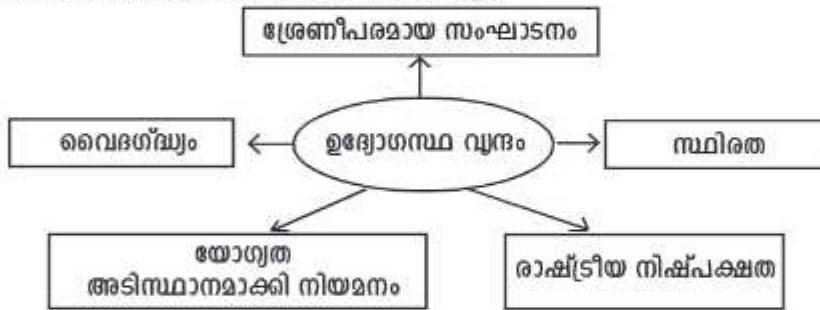 ശ്രേണീപരമായ സംഘാടനം
വൈദഗ്ദ്ധ്യം
ഉദ്യോഗസ്ഥ വൃന്ദം
സ്ഥിരത
യോഗ്യത
അടിസ്ഥാനമാക്കി നിയമനം
രാഷ്ട്രീയ നിഷ്പക്ഷത